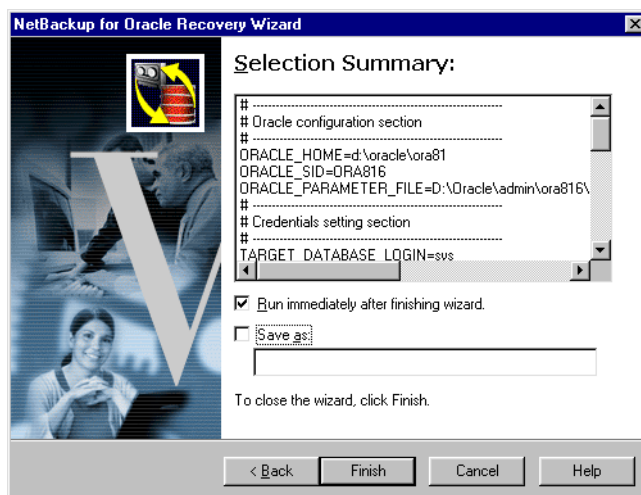 NetBackup for Oracle Recovery Wizard
Selection Summary:
# ----------------------------------------------------
# Oracle configuration section
# ----------------------------------------------------
ORACLE_HOME=d:\oracle\ora81
ORACLE_SID=ORA816
ORACLE_PARAMETER_FILE=D:\Oracle\admin\ora816\
# ----------------------------------------------------
# Credentials setting section
# ----------------------------------------------------
TARGET_DATABASE_LOGIN=sys
Run immediately after finishing wizard.
Save as:
To close the wizard, click Finish.
< Back Finish Cancel Help